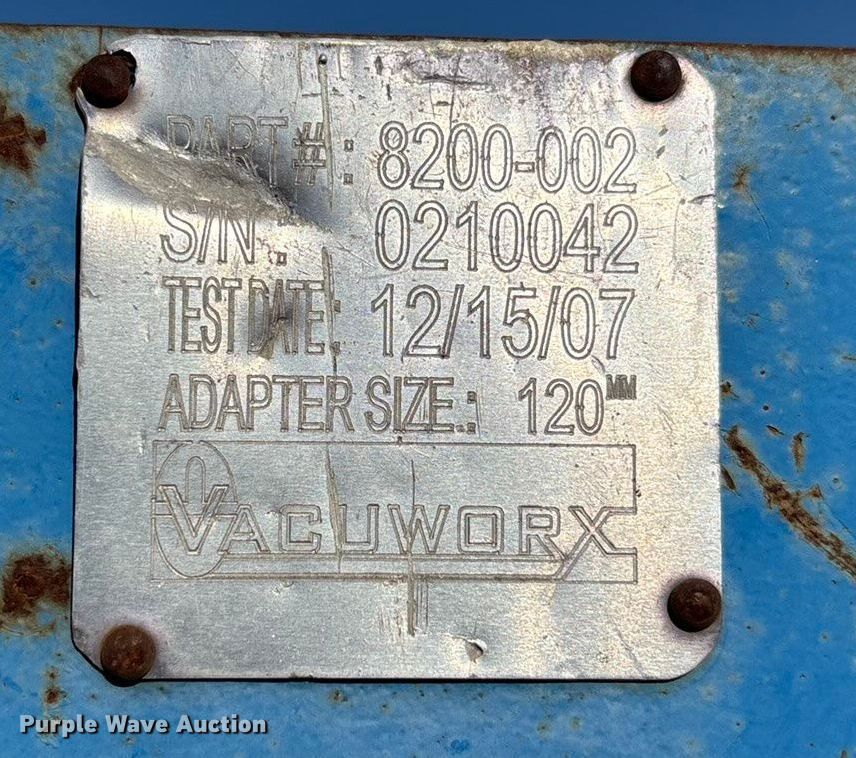 PART#: 8200-002
S/N : 0210042
TEST DATE: 12/15/07
ADAPTER SIZE.: 120MM
VACUWORX
Purple Wave Auction®